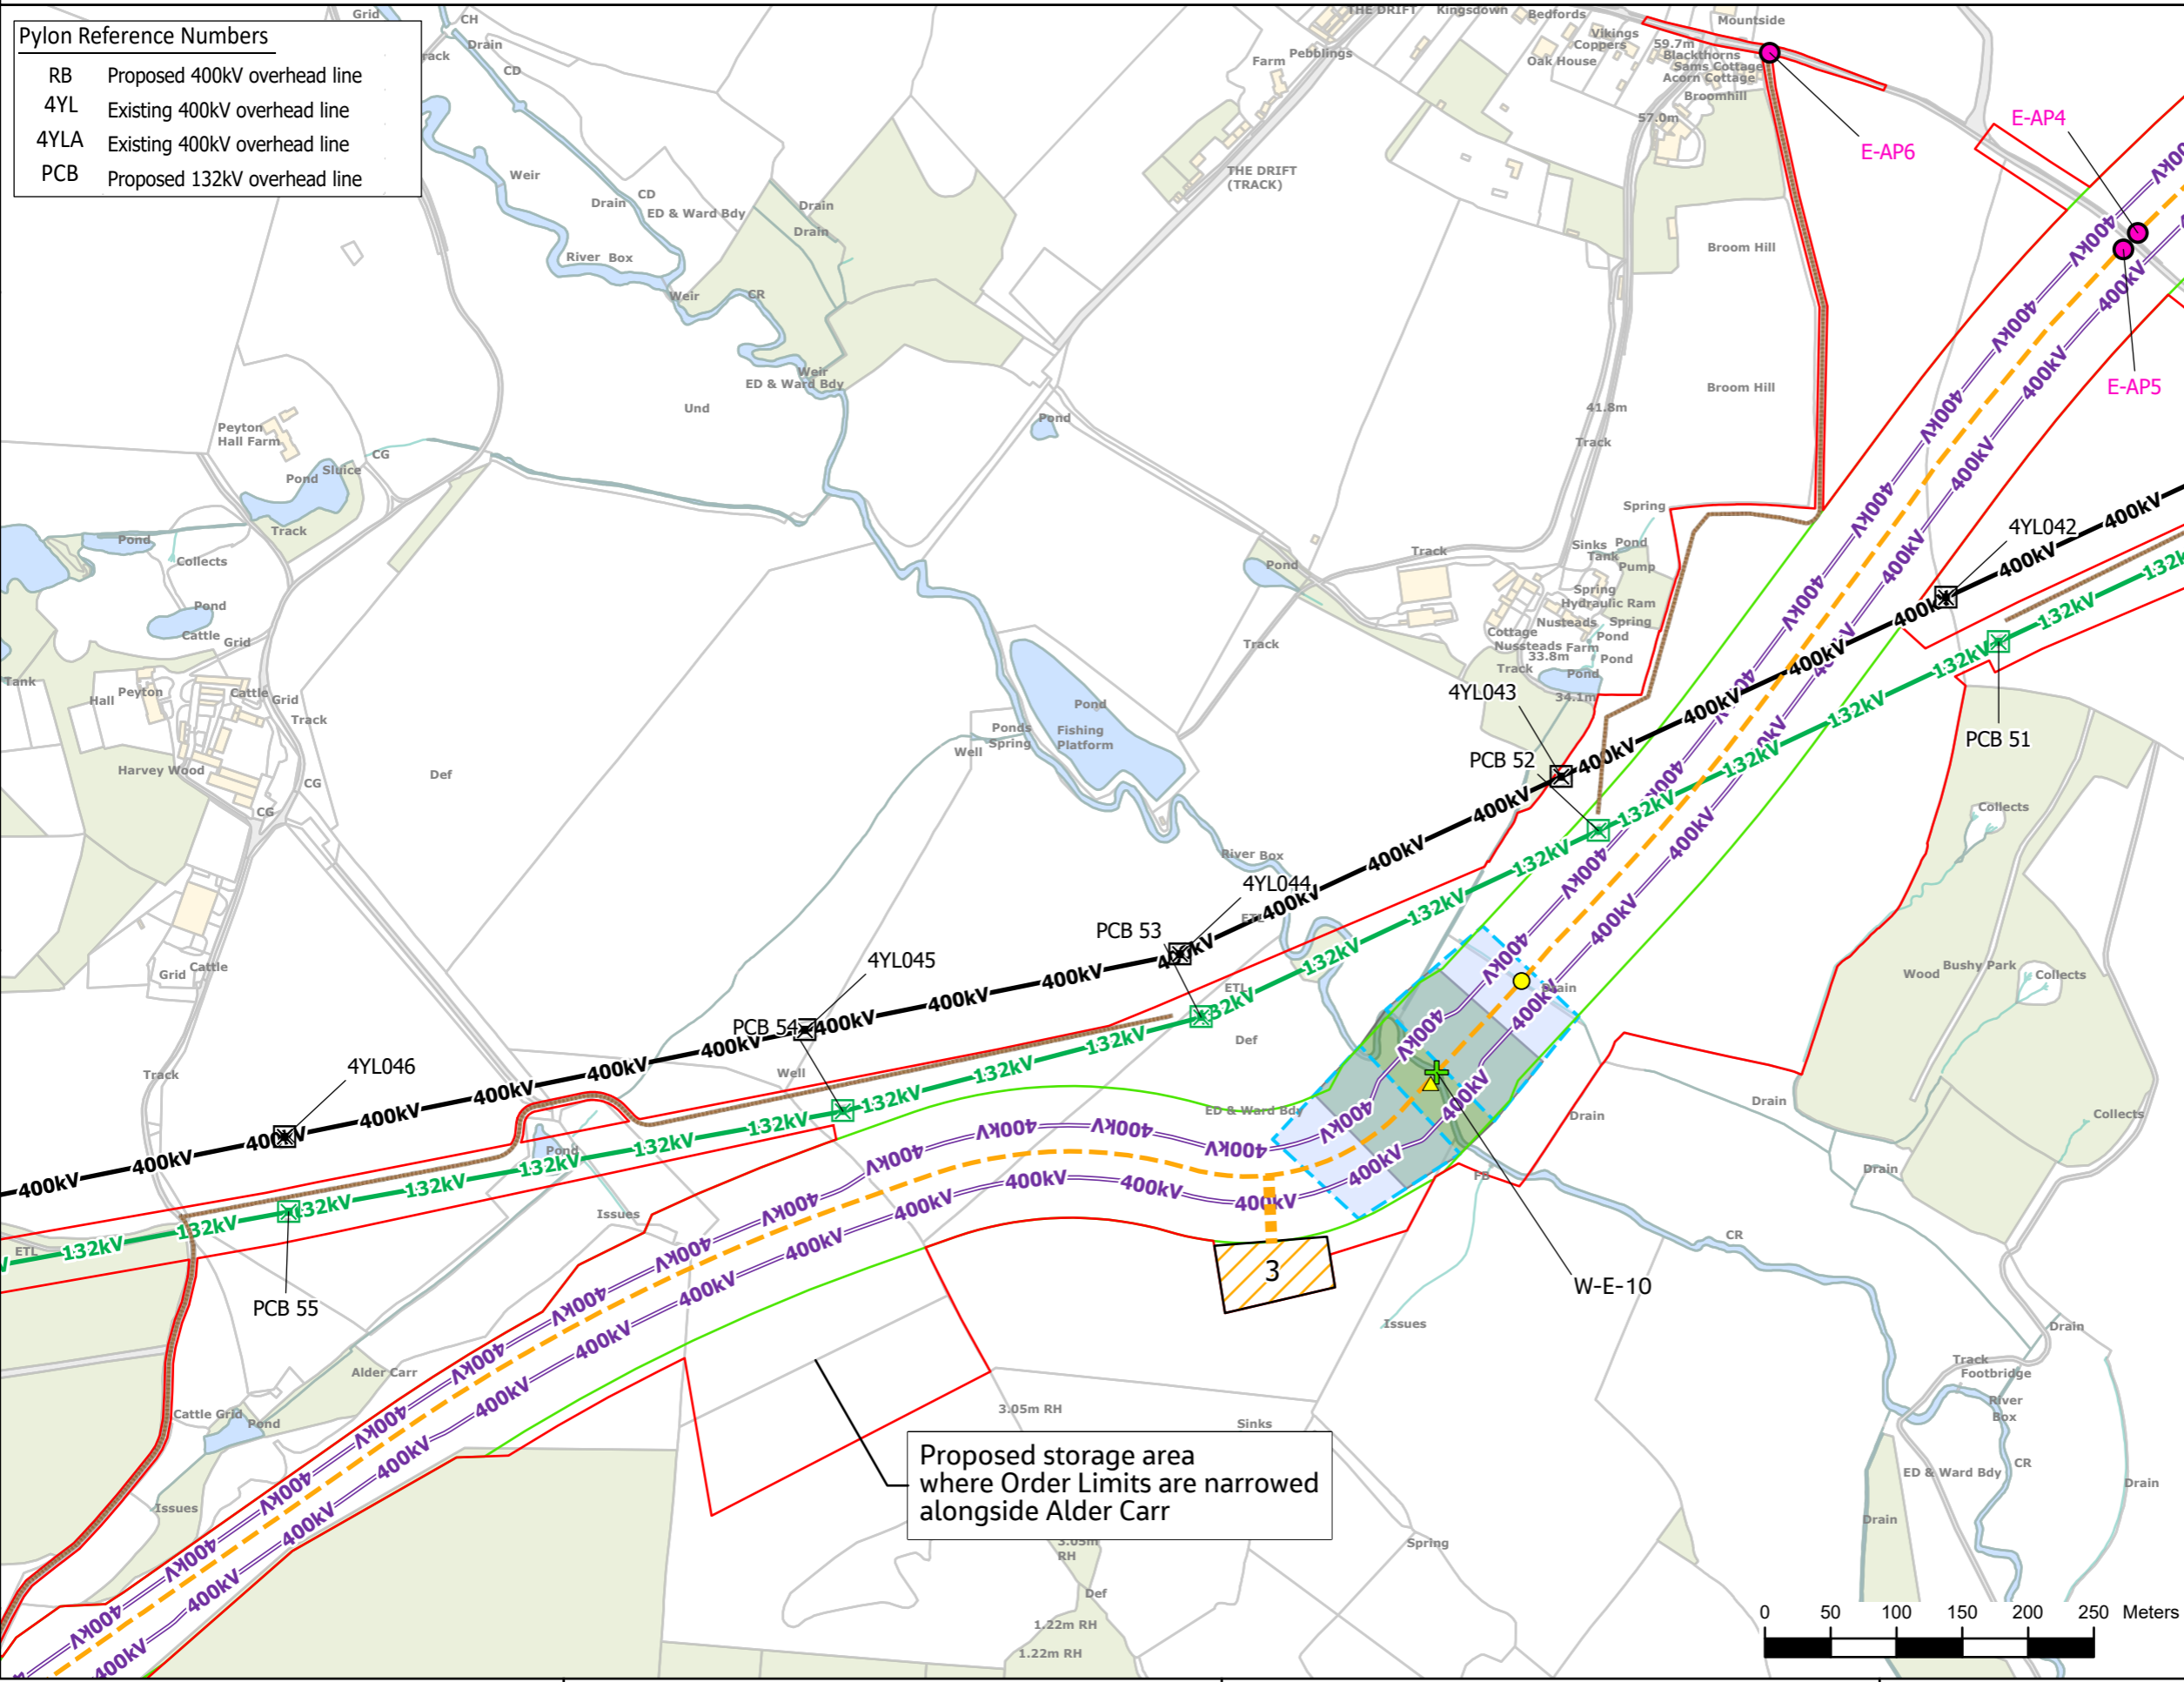 Pylon Reference Numbers
RB Proposed 400kV overhead line
4YL Existing 400kV overhead line
4YLA Existing 400kV overhead line
PCB Proposed 132kV overhead line
Grid
CH
Drain
CD
Weir
Drain
CD
ED & Ward Bdy
Drain
Drain
River Box
Weir
CR
Weir
ED & Ward Bdy
Und
THE DRIFT
Kingsdown
Bedfords
Mountside
Vikings
Coppers
59.7m
Blackthorns
Sams Cottage
Acorn Cottage
Oak House
Pebblings
Farm
Broomhill
57.0m
THE DRIFT
(TRACK)
E-AP6
E-AP4
E-AP5
Broom Hill
Broom Hill
41.8m
Track
Peyton
Hall Farm
Pond
Sluice
CG
Track
Pond
Collects
Pond
Cattle
Grid
Tank
Hall
Peyton
Cattle
Grid
Track
Harvey Wood
CG
CG
Def
Grid
Cattle
Pond
Pond
Track
Track
Spring
Sinks
Pond
Tank
Pump
Spring
Hydraulic Ram
Nusteads
Spring
Cottage
Pond
Nussteads Farm
33.8m
Pond
Track
Pond
34.1m
Pond
Fishing
Platform
Ponds
Spring
Well
River Box
4YL042
4YL043
PCB 52
PCB 51
4YL044
PCB 53
4YL045
PCB 54
4YL046
PCB 55
ETL
ETL
Def
Well
Track
ETL
Pond
Issues
ED & Ward Bdy
Drain
Drain
Drain
FB
Collects
Wood
Bushy Park
Collects
Collects
Drain
CR
W-E-10
3
Issues
Drain
Track
Footbridge
River
Box
CR
ED & Ward Bdy
Drain
Drain
Alder Carr
Cattle Grid
Pond
Issues
3.05m RH
Sinks
Proposed storage area
where Order Limits are narrowed
alongside Alder Carr
RH
Def
1.22m RH
1.22m RH
Spring
400kV
132kV
0 50 100 150 200 250 Meters